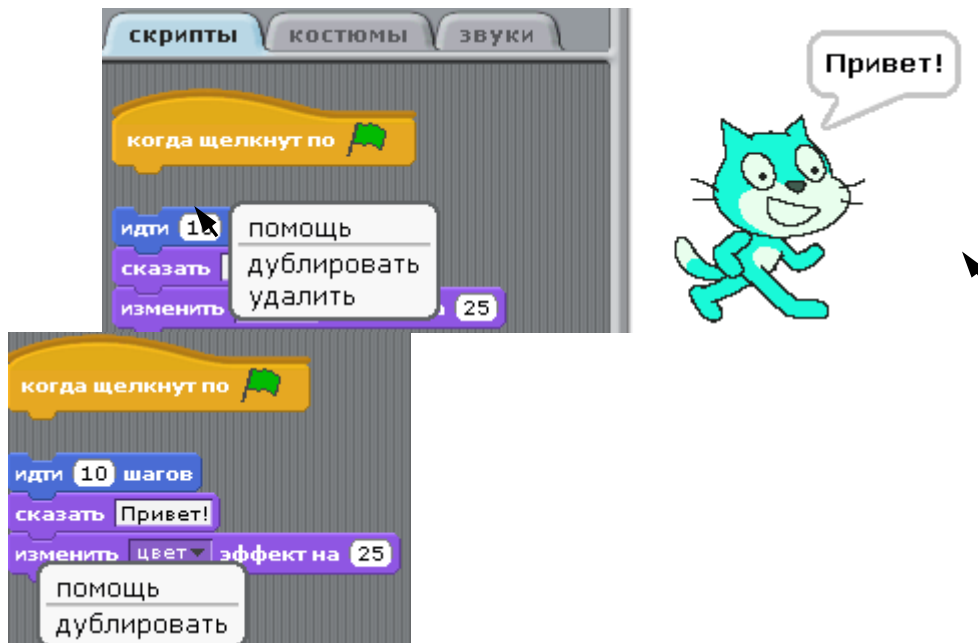 скрипты костюмы звуки
Привет!
когда щелкнут по
идти 10
помощь
сказать
дублировать
изменить 25
удалить
когда щелкнут по
идти 10 шагов
сказать Привет!
изменить цвет эффект на 25
помощь
дублировать